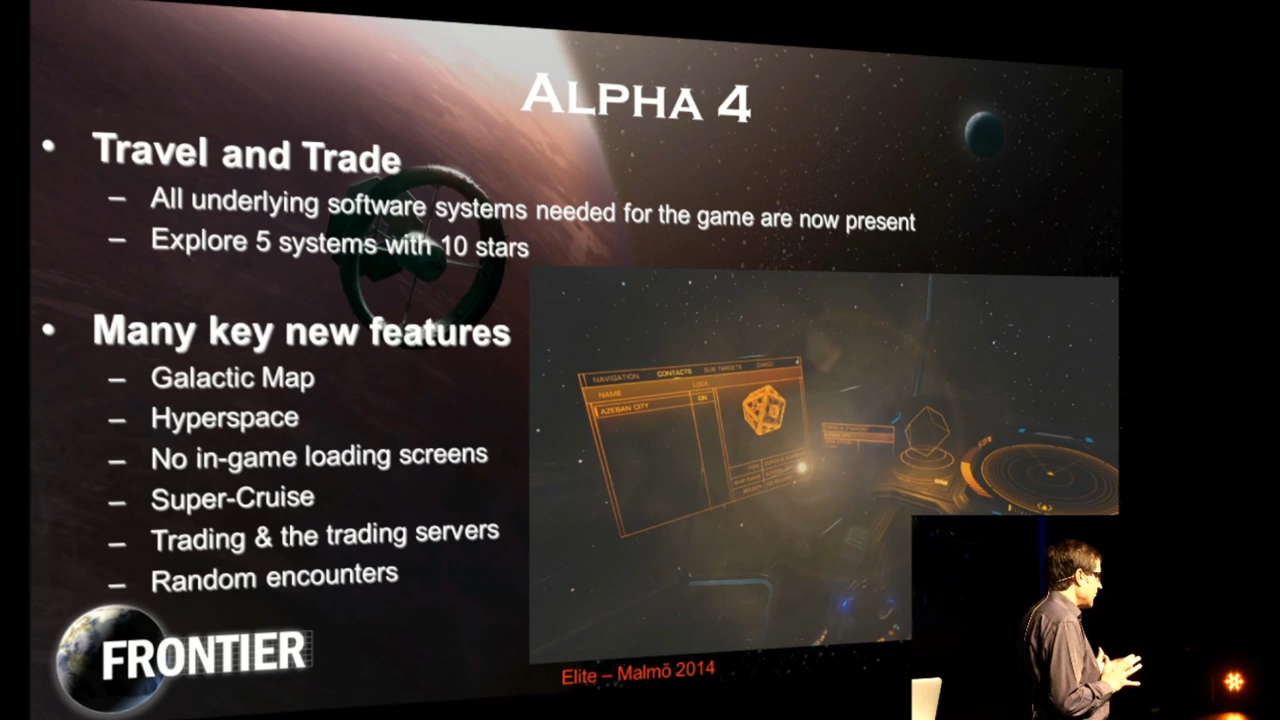 ALPHA 4
• Travel and Trade
– All underlying software systems needed for the game are now present
– Explore 5 systems with 10 stars
• Many key new features
– Galactic Map
– Hyperspace
– No in-game loading screens
– Super-Cruise
– Trading & the trading servers
– Random encounters
NAVIGATION CONTACTS SUB TARGETS
NAME LOCK
AZEBAN CITY ON
FRONTIER
Elite – Malmö 2014